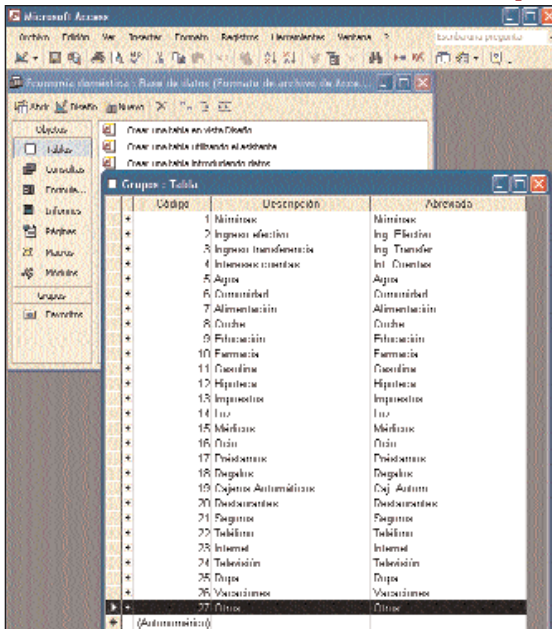 Microsoft Access
Archivo Edición Ver Insertar Formato Registros Herramientas Ventana ?
Escriba una pregunta
Economía doméstica : Base de datos (Formato de archivo de Acce...
Abrir Diseño Nuevo
Objetos
Tablas
Consultas
Formula...
Informes
Páginas
Macros
Módulos
Grupos
Favoritos
Crear una tabla en vista Diseño
Crear una tabla utilizando el asistente
Crear una tabla introduciendo datos
Grupos : Tabla
Código Descripción Abreviada
1 Nóminas Nóminas
2 Ingreso efectivo Ing. Efectivo
3 Ingreso transferencia Ing. Transfer
4 Intereses cuentas Int. Cuentas
5 Agua Agua
6 Comunidad Comunidad
7 Alimentación Alimentación
8 Coche Coche
9 Educación Educación
10 Farmacia Farmacia
11 Gasolina Gasolina
12 Hipoteca Hipoteca
13 Impuestos Impuestos
14 Luz Luz
15 Médicos Médicos
16 Ocio Ocio
17 Préstamos Préstamos
18 Regalos Regalos
19 Cajeros Automáticos Caj. Autom
20 Restaurantes Restaurantes
21 Seguros Seguros
22 Teléfono Teléfono
23 Internet Internet
24 Televisión Televisión
25 Ropa Ropa
26 Vacaciones Vacaciones
27 Otros Otros
(Autonumérico)